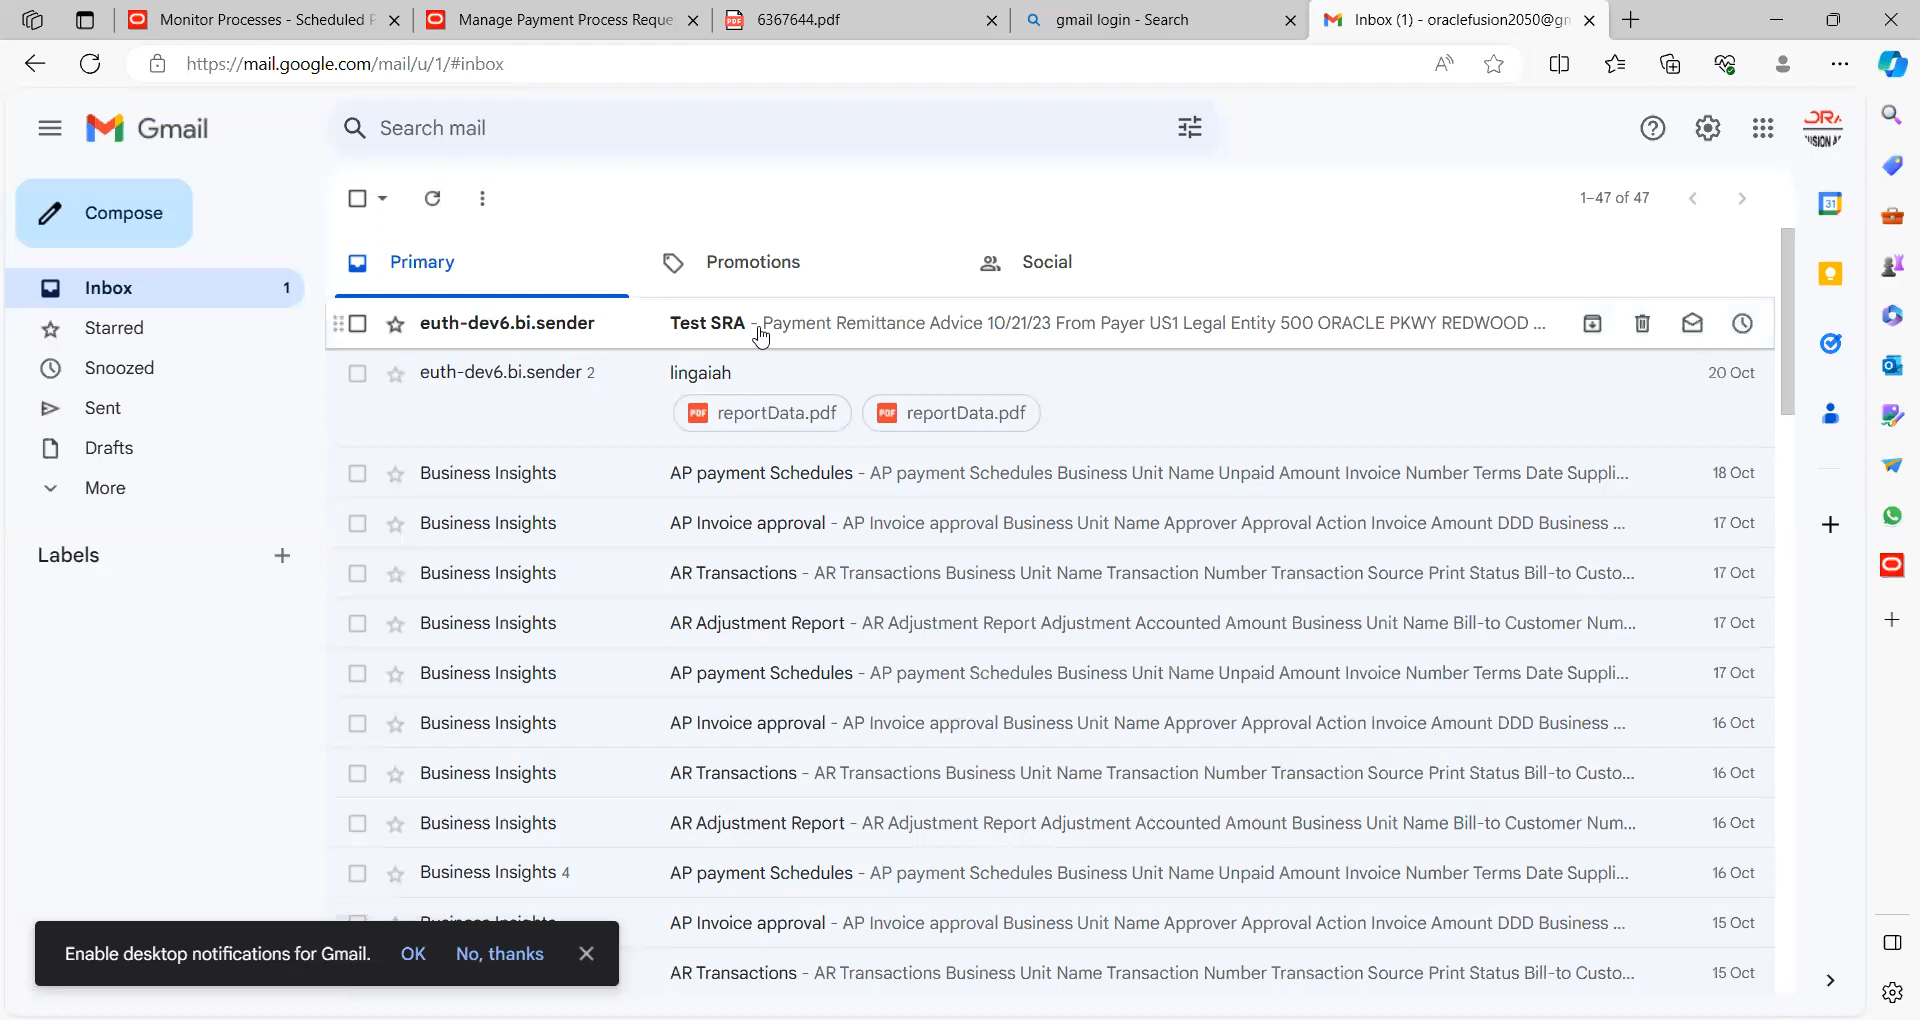 Monitor Processes - Scheduled P
Manage Payment Process Reque
6367644.pdf
gmail login - Search
Inbox (1) - oraclefusion2050@gm
https://mail.google.com/mail/u/1/#inbox
Gmail
Search mail
Compose
1–47 of 47
Primary
Promotions
Social
Inbox 1
Starred
Snoozed
Sent
Drafts
More
Labels
euth-dev6.bi.sender Test SRA - Payment Remittance Advice 10/21/23 From Payer US1 Legal Entity 500 ORACLE PKWY REDWOOD ...
euth-dev6.bi.sender 2 lingaiah 20 Oct
PDF reportData.pdf PDF reportData.pdf
Business Insights AP payment Schedules - AP payment Schedules Business Unit Name Unpaid Amount Invoice Number Terms Date Suppli... 18 Oct
Business Insights AP Invoice approval - AP Invoice approval Business Unit Name Approver Approval Action Invoice Amount DDD Business ... 17 Oct
Business Insights AR Transactions - AR Transactions Business Unit Name Transaction Number Transaction Source Print Status Bill-to Custo... 17 Oct
Business Insights AR Adjustment Report - AR Adjustment Report Adjustment Accounted Amount Business Unit Name Bill-to Customer Num... 17 Oct
Business Insights AP payment Schedules - AP payment Schedules Business Unit Name Unpaid Amount Invoice Number Terms Date Suppli... 17 Oct
Business Insights AP Invoice approval - AP Invoice approval Business Unit Name Approver Approval Action Invoice Amount DDD Business ... 16 Oct
Business Insights AR Transactions - AR Transactions Business Unit Name Transaction Number Transaction Source Print Status Bill-to Custo... 16 Oct
Business Insights AR Adjustment Report - AR Adjustment Report Adjustment Accounted Amount Business Unit Name Bill-to Customer Num... 16 Oct
Business Insights 4 AP payment Schedules - AP payment Schedules Business Unit Name Unpaid Amount Invoice Number Terms Date Suppli... 16 Oct
Business Insights AP Invoice approval - AP Invoice approval Business Unit Name Approver Approval Action Invoice Amount DDD Business ... 15 Oct
AR Transactions - AR Transactions Business Unit Name Transaction Number Transaction Source Print Status Bill-to Custo... 15 Oct
Enable desktop notifications for Gmail. OK No, thanks